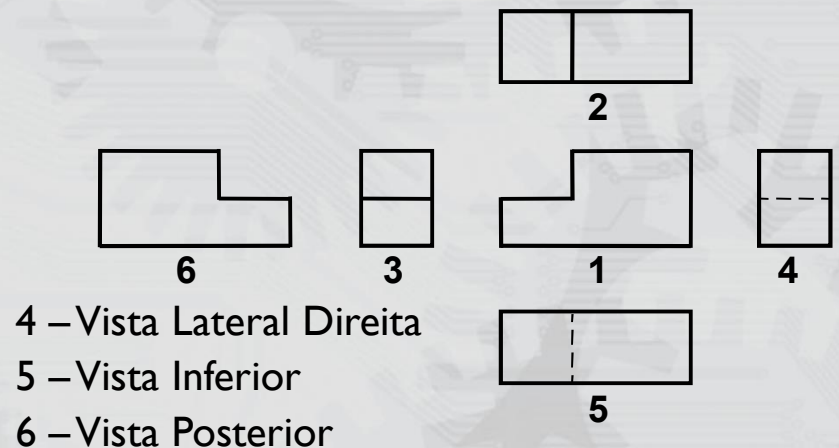 2
6 3 1 4
4 – Vista Lateral Direita
5 – Vista Inferior
6 – Vista Posterior
5